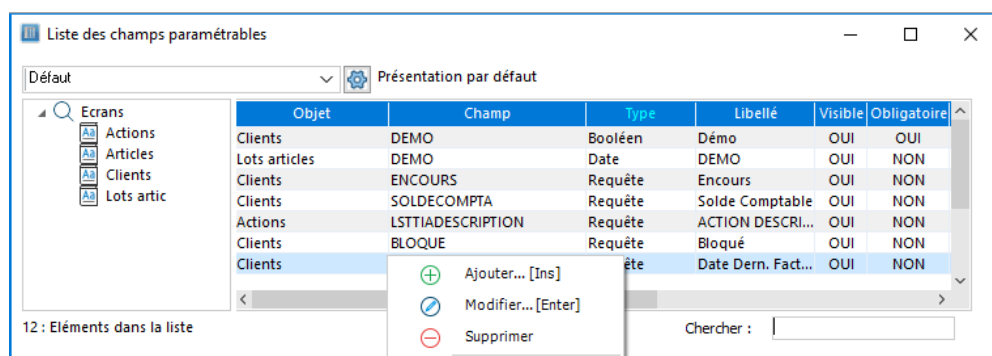 Liste des champs paramétrables
Défaut Présentation par défaut
Ecrans
Actions
Articles
Clients
Lots artic
Objet Champ Type Libellé Visible Obligatoire
Clients DEMO Booléen Démo OUI OUI
Lots articles DEMO Date DEMO OUI NON
Clients ENCOURS Requête Encours OUI NON
Clients SOLDECOMPTA Requête Solde Comptable OUI NON
Actions LSTTIADESCRIPTION Requête ACTION DESCRI... OUI NON
Clients BLOQUE Requête Bloqué OUI NON
Clients ête Date Dern. Fact... OUI NON
Ajouter... [Ins]
Modifier... [Enter]
Supprimer
12 : Eléments dans la liste Chercher :